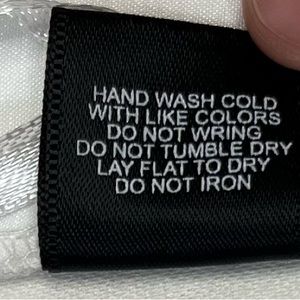 HAND WASH COLD
WITH LIKE COLORS
DO NOT WRING
DO NOT TUMBLE DRY
LAY FLAT TO DRY
DO NOT IRON